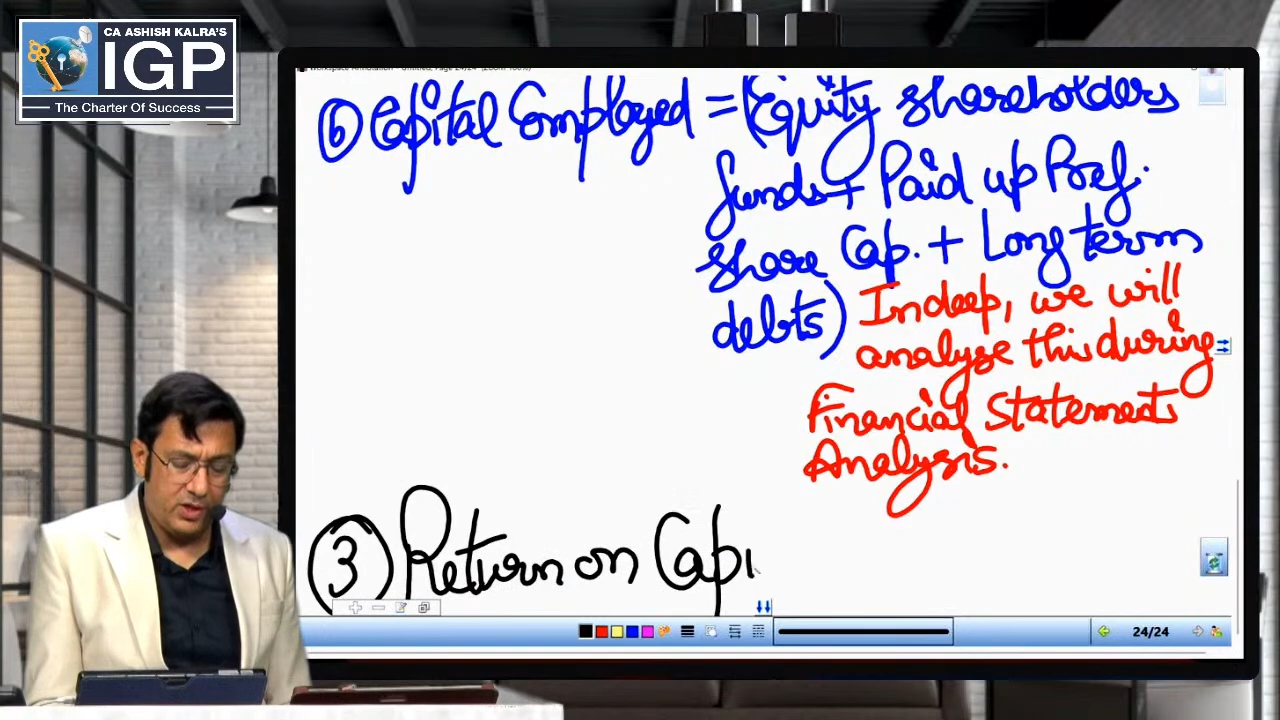 CA ASHISH KALRA'S
IGP
The Charter Of Success
⑥ Capital Employed = (Equity shareholders
funds + Paid up Pref.
share Cap. + Long term
debts) Indeep, we will
analyse this during
Financial Statements
Analysis.
③ Return on Capi
24/24